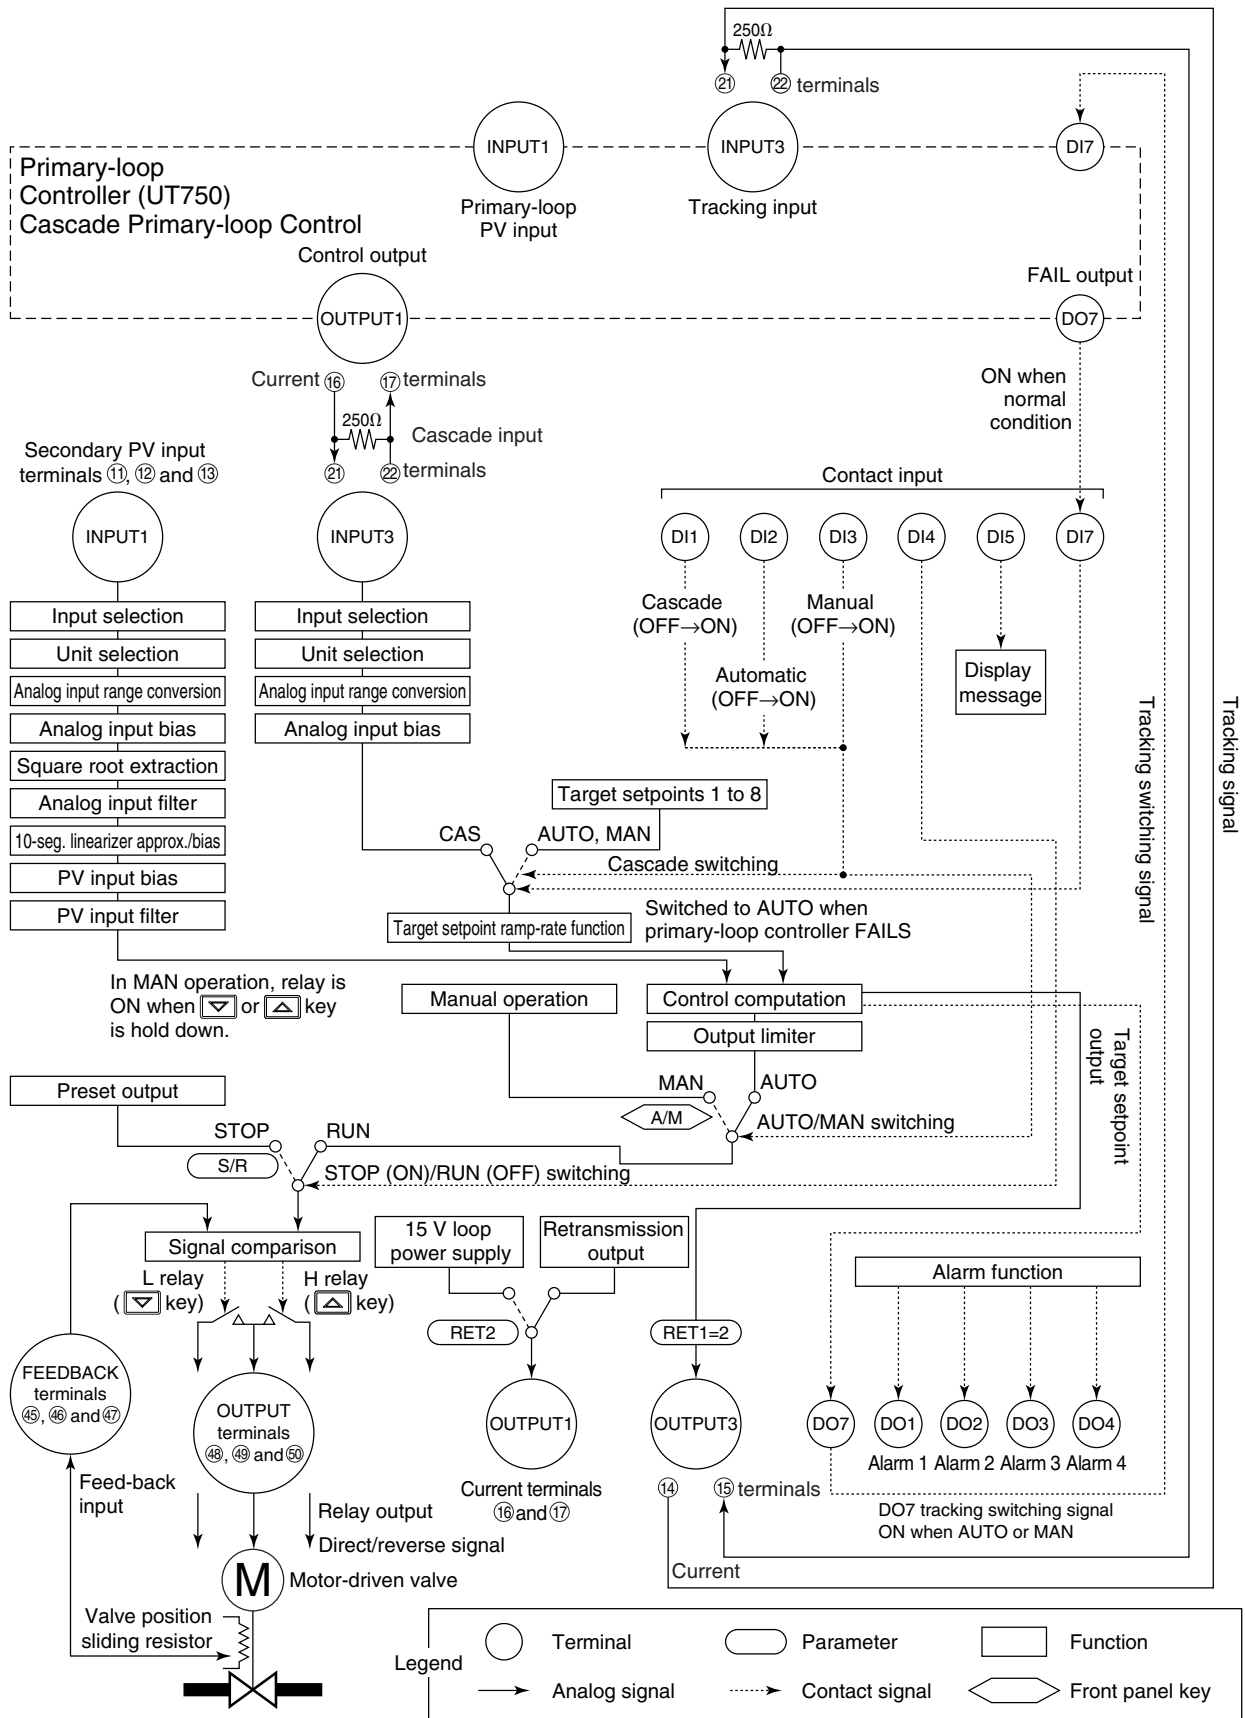 250Ω
㉑ ㉒ terminals
INPUT1
INPUT3
DI7
Primary-loop
Controller (UT750)
Cascade Primary-loop Control
Primary-loop
PV input
Tracking input
Control output
OUTPUT1
FAIL output
DO7
Current ⑯ ⑰ terminals
250Ω
Cascade input
㉑ ㉒ terminals
ON when
normal
condition
Secondary PV input
terminals ⑪, ⑫ and ⑬
Contact input
INPUT1
INPUT3
DI1
DI2
DI3
DI4
DI5
DI7
Input selection
Unit selection
Analog input range conversion
Analog input bias
Square root extraction
Analog input filter
10-seg. linearizer approx./bias
PV input bias
PV input filter
Input selection
Unit selection
Analog input range conversion
Analog input bias
Cascade
(OFF→ON)
Automatic
(OFF→ON)
Manual
(OFF→ON)
Display
message
Tracking switching signal
Tracking signal
Target setpoints 1 to 8
CAS
AUTO, MAN
Cascade switching
Target setpoint ramp-rate function
Switched to AUTO when
primary-loop controller FAILS
In MAN operation, relay is
ON when ▽ or △ key
is hold down.
Manual operation
Control computation
Output limiter
Target setpoint
output
Preset output
MAN
AUTO
A/M
AUTO/MAN switching
STOP
RUN
S/R
STOP (ON)/RUN (OFF) switching
Signal comparison
15 V loop
power supply
Retransmission
output
Alarm function
L relay
( ▽ key)
H relay
( △ key)
RET2
RET1=2
FEEDBACK
terminals
㊺, ㊻ and ㊼
OUTPUT
terminals
㊽, ㊾ and ㊿
OUTPUT1
OUTPUT3
DO7
DO1
DO2
DO3
DO4
Alarm 1 Alarm 2 Alarm 3 Alarm 4
Feed-back
input
Current terminals
⑯ and ⑰
⑭ ⑮ terminals
Relay output
DO7 tracking switching signal
ON when AUTO or MAN
Direct/reverse signal
Current
M
Motor-driven valve
Valve position
sliding resistor
Legend
Terminal
Parameter
Function
Analog signal
Contact signal
Front panel key